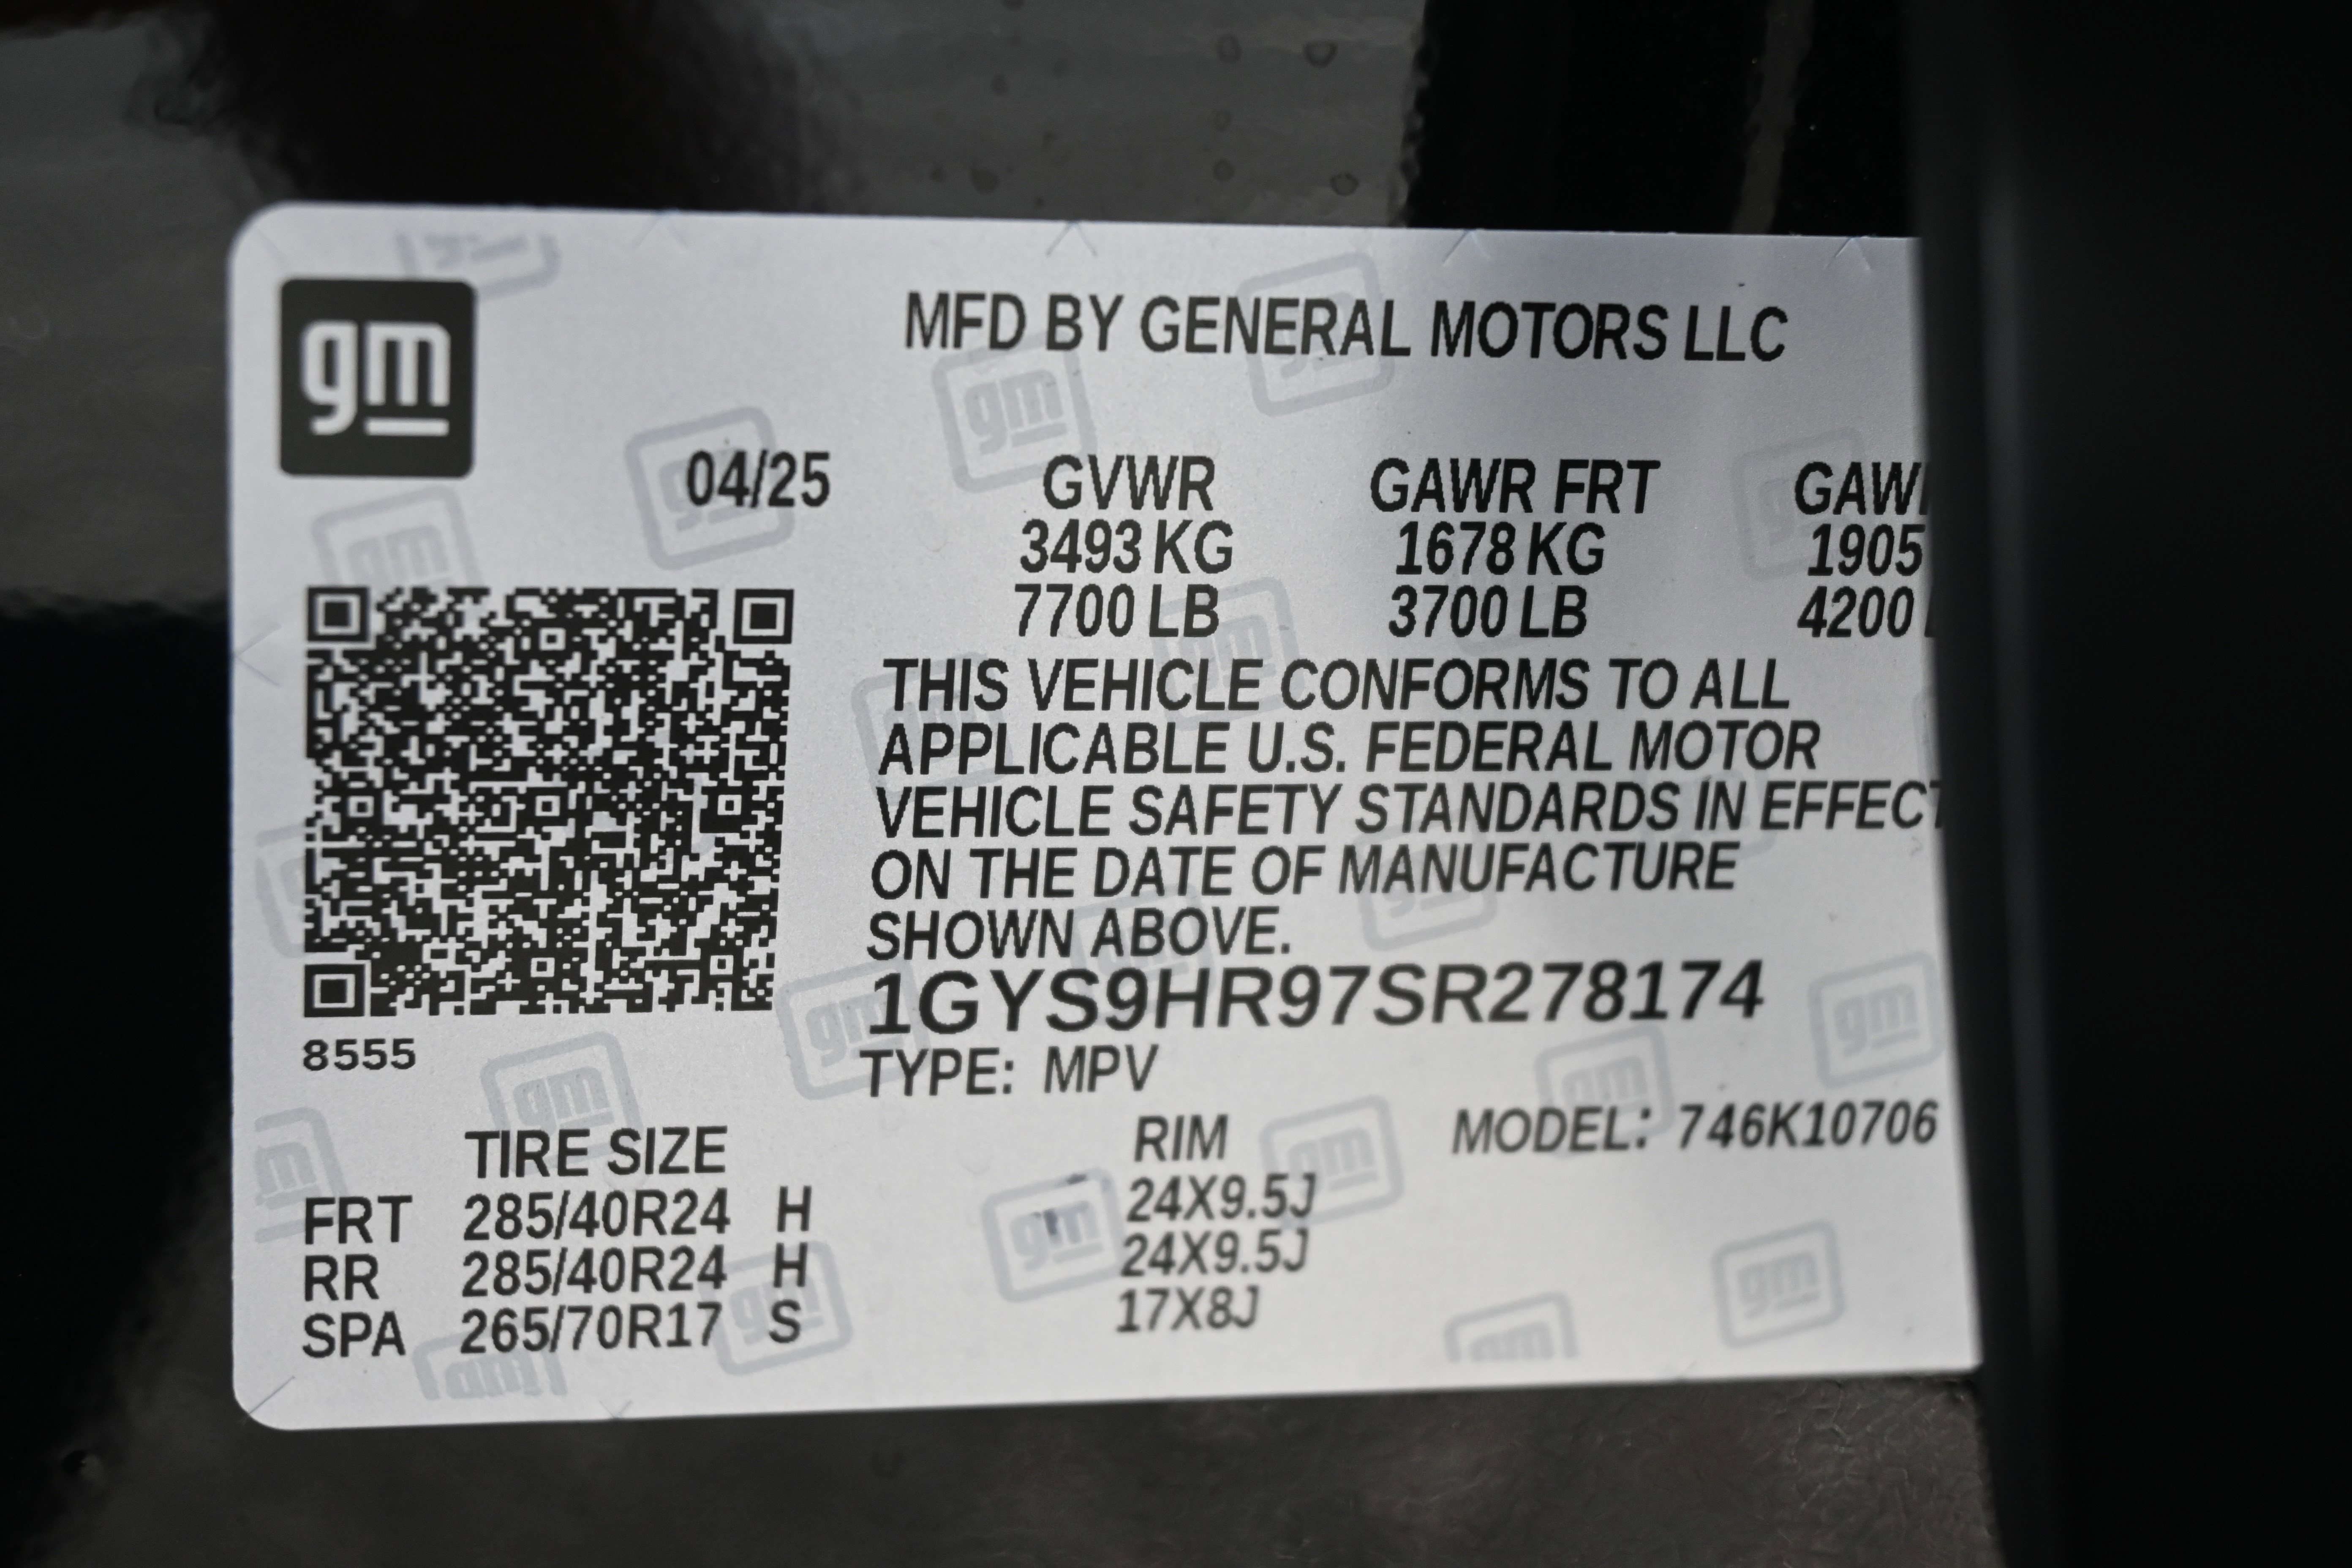 gm
MFD BY GENERAL MOTORS LLC
04/25 GVWR GAWR FRT
3493 KG 1678 KG 1905
7700 LB 3700 LB 4200
THIS VEHICLE CONFORMS TO ALL
APPLICABLE U.S. FEDERAL MOTOR
VEHICLE SAFETY STANDARDS IN EFFECT
ON THE DATE OF MANUFACTURE
SHOWN ABOVE.
1GYS9HR97SR278174
8555
TYPE: MPV
TIRE SIZE RIM MODEL: 746K10706
FRT 285/40R24 H 24X9.5J
RR 285/40R24 H 24X9.5J
SPA 265/70R17 S 17X8J